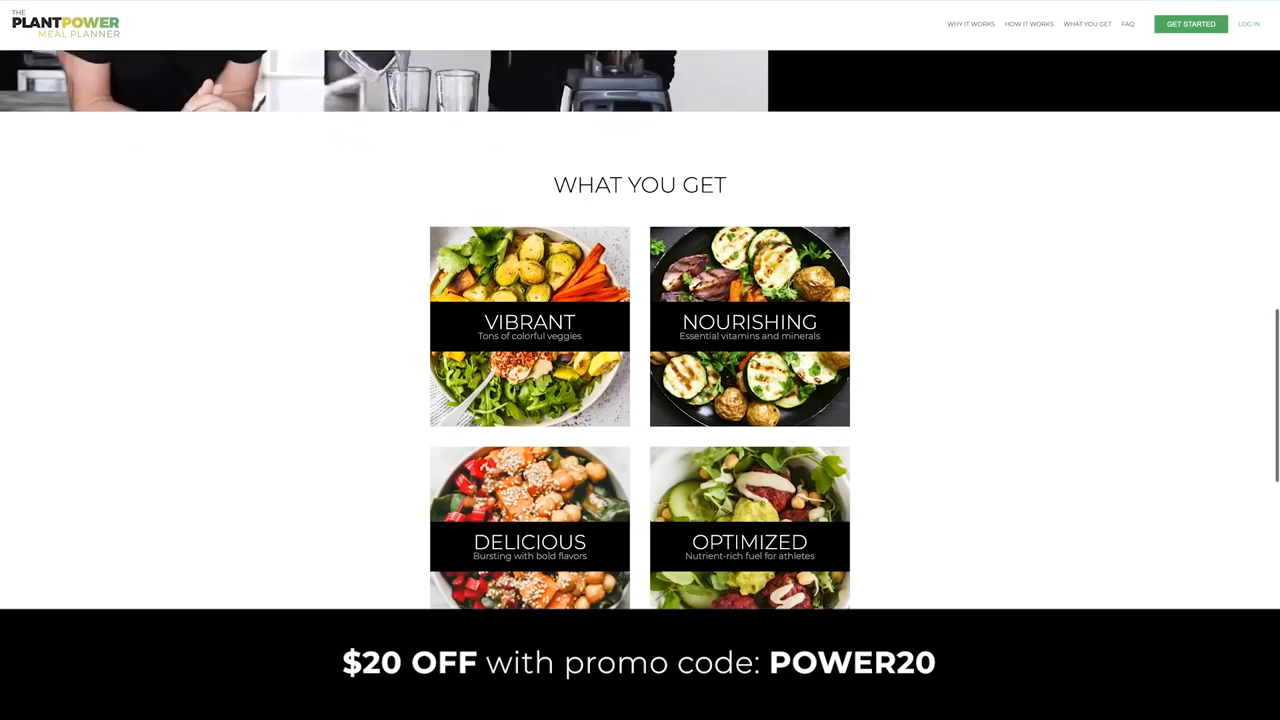 THE
PLANTPOWER
MEAL PLANNER
WHY IT WORKS HOW IT WORKS WHAT YOU GET FAQ GET STARTED LOG IN
WHAT YOU GET
VIBRANT
Tons of colorful veggies
NOURISHING
Essential vitamins and minerals
DELICIOUS
Bursting with bold flavors
OPTIMIZED
Nutrient-rich fuel for athletes
$20 OFF with promo code: POWER20